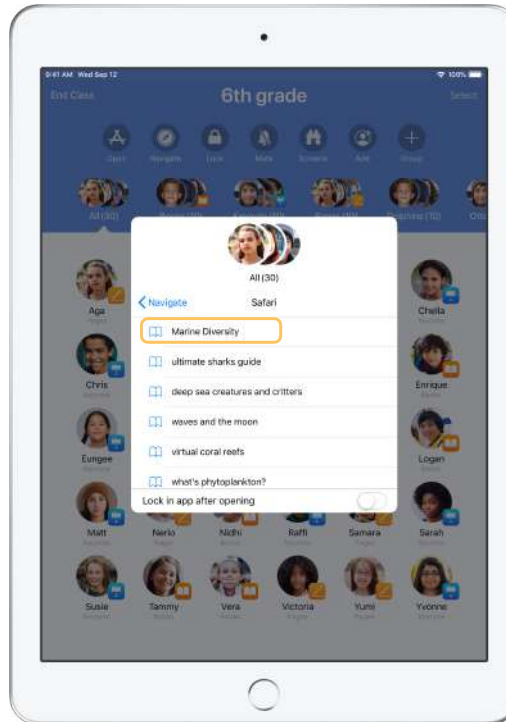 9:41 AM Wed Sep 12
100%
End Class
6th grade
Select
Open
Navigate
Lock
Mute
Screens
Add
Group
All (30)
All (30)
Navigate
Safari
Marine Diversity
ultimate sharks guide
deep sea creatures and critters
waves and the moon
virtual coral reefs
what's phytoplankton?
Lock in app after opening
Aga
Chella
Chris
Enrique
Eungee
Logan
Matt
Nerio
Nidhi
Raffi
Samara
Sarah
Susie
Tammy
Vera
Victoria
Yumi
Yvonne